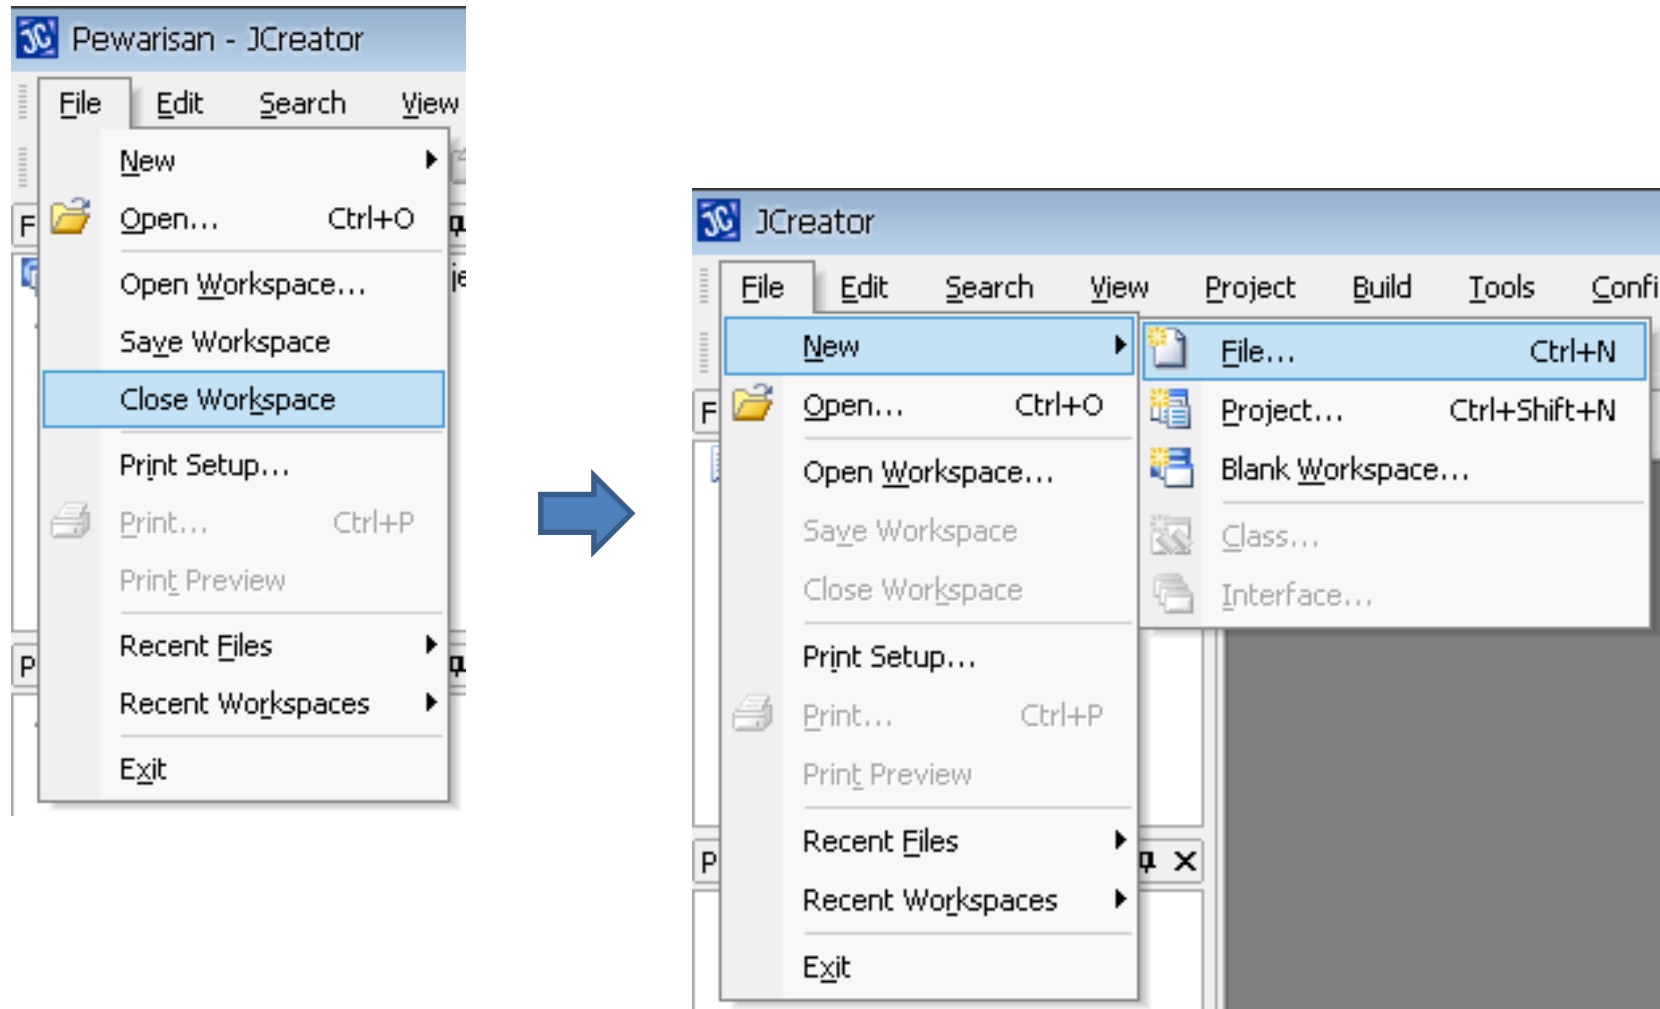 Pewarisan - JCreator
File Edit Search View
New
Open... Ctrl+O
Open Workspace...
Save Workspace
Close Workspace
Print Setup...
Print... Ctrl+P
Print Preview
Recent Files
Recent Workspaces
Exit
F
je
P
JCreator
File Edit Search View Project Build Tools Confi
New
Open... Ctrl+O
Open Workspace...
Save Workspace
Close Workspace
Print Setup...
Print... Ctrl+P
Print Preview
Recent Files
Recent Workspaces
Exit
File... Ctrl+N
Project... Ctrl+Shift+N
Blank Workspace...
Class...
Interface...
F
P